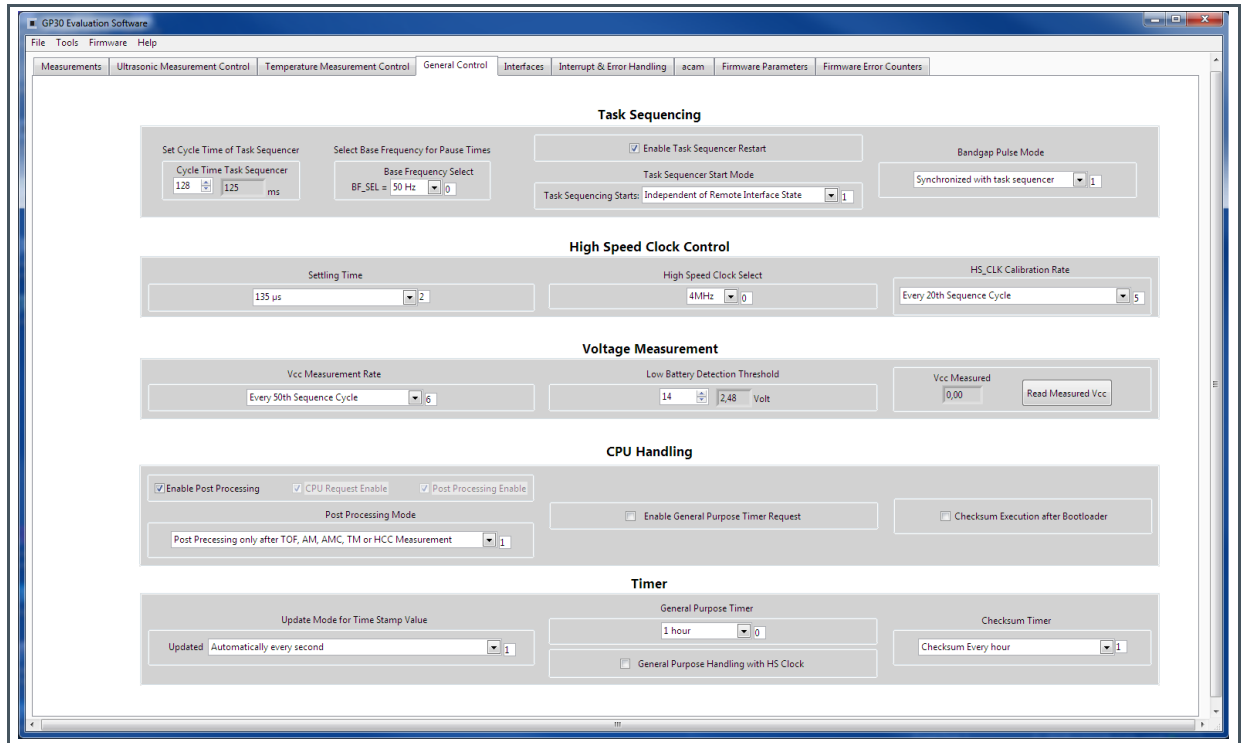 GP30 Evaluation Software
File Tools Firmware Help
Measurements Ultrasonic Measurement Control Temperature Measurement Control General Control Interfaces Interrupt & Error Handling acam Firmware Parameters Firmware Error Counters
Task Sequencing
Set Cycle Time of Task Sequencer
Cycle Time Task Sequencer
128 125 ms
Select Base Frequency for Pause Times
Base Frequency Select
BF_SEL = 50 Hz 0
Enable Task Sequencer Restart
Task Sequencer Start Mode
Task Sequencing Starts: Independent of Remote Interface State 1
Bandgap Pulse Mode
Synchronized with task sequencer 1
High Speed Clock Control
Settling Time
135 µs 2
High Speed Clock Select
4MHz 0
HS_CLK Calibration Rate
Every 20th Sequence Cycle 5
Voltage Measurement
Vcc Measurement Rate
Every 50th Sequence Cycle 6
Low Battery Detection Threshold
14 2,48 Volt
Vcc Measured
0,00 Read Measured Vcc
CPU Handling
Enable Post Processing CPU Request Enable Post Processing Enable
Post Processing Mode
Post Precessing only after TOF, AM, AMC, TM or HCC Measurement 1
Enable General Purpose Timer Request
Checksum Execution after Bootloader
Timer
Update Mode for Time Stamp Value
Updated Automatically every second 1
General Purpose Timer
1 hour 0
General Purpose Handling with HS Clock
Checksum Timer
Checksum Every hour 1